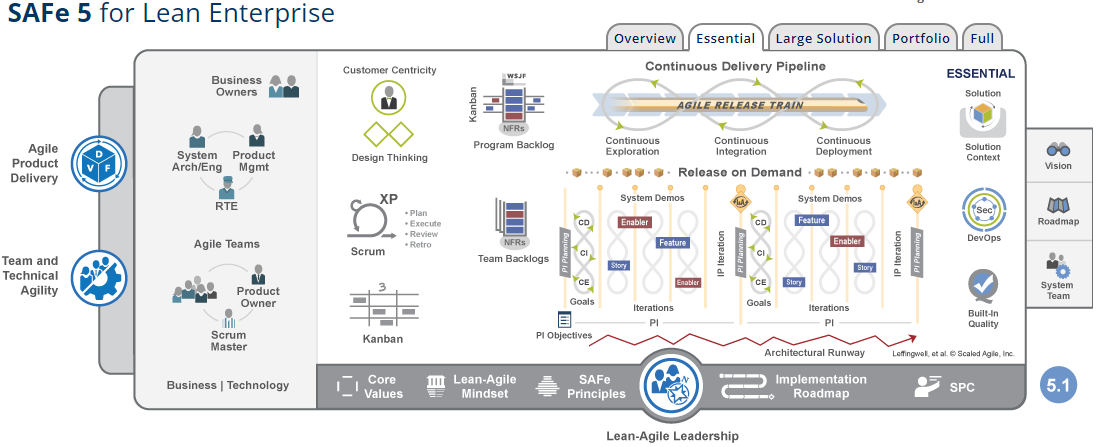 SAFe 5 for Lean Enterprise
Overview
Essential
Large Solution
Portfolio
Full
Agile
Product
Delivery
Team and
Technical
Agility
Business
Owners
System
Arch/Eng
Product
Mgmt
RTE
Agile Teams
Product
Owner
Scrum
Master
Business | Technology
Customer Centricity
Design Thinking
XP
• Plan
• Execute
• Review
• Retro
Scrum
3
Kanban
Kanban
WSJF
NFRs
Program Backlog
NFRs
Team Backlogs
Continuous Delivery Pipeline
AGILE RELEASE TRAIN
Continuous
Exploration
Continuous
Integration
Continuous
Deployment
Release on Demand
System Demos
System Demos
PI Planning
CD
CI
CE
Goals
Enabler
Feature
Story
Enabler
Iterations
IP Iteration
I&A
PI Planning
CD
CI
CE
Goals
Feature
Enabler
Story
Story
Iterations
IP Iteration
I&A
PI Objectives
PI
PI
Architectural Runway
Leffingwell, et al. © Scaled Agile, Inc.
ESSENTIAL
Solution
Solution
Context
Sec
DevOps
Built-In
Quality
Vision
Roadmap
System
Team
D
V F
Core
Values
Lean-Agile
Mindset
SAFe
Principles
N
Implementation
Roadmap
SPC
5.1
Lean-Agile Leadership